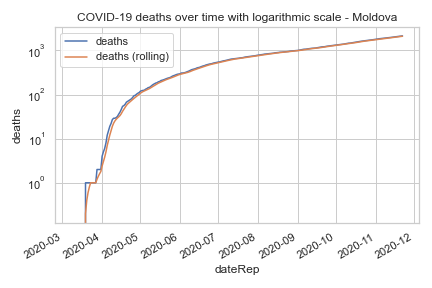 COVID-19 deaths over time with logarithmic scale - Moldova
deaths
deaths (rolling)
10³
10²
10¹
10⁰
deaths
2020-03
2020-04
2020-05
2020-06
2020-07
2020-08
2020-09
2020-10
2020-11
2020-12
dateRep